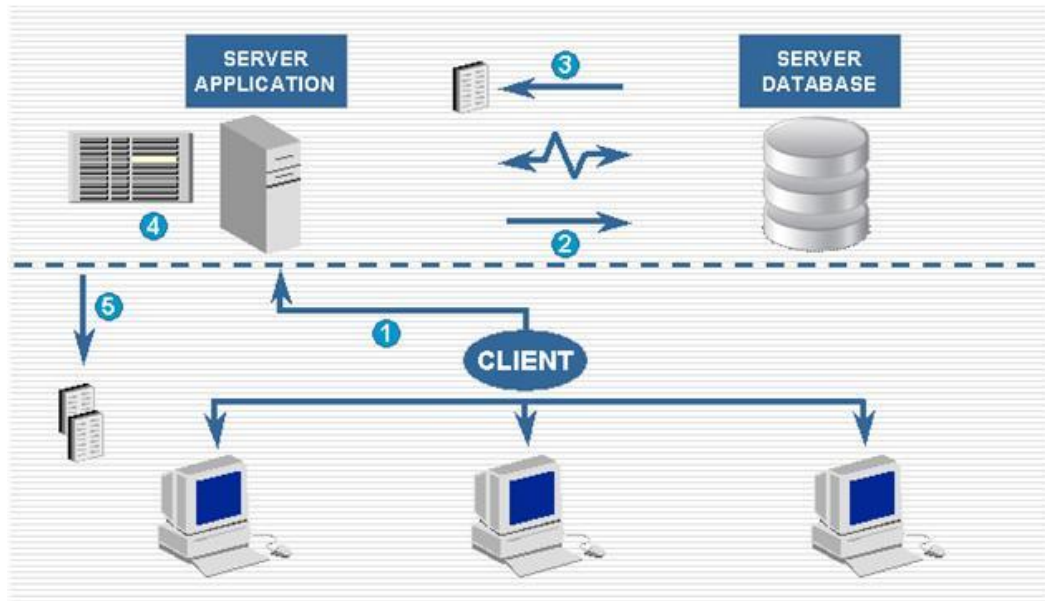 SERVER
APPLICATION
3
SERVER
DATABASE
4
2
5
1
CLIENT